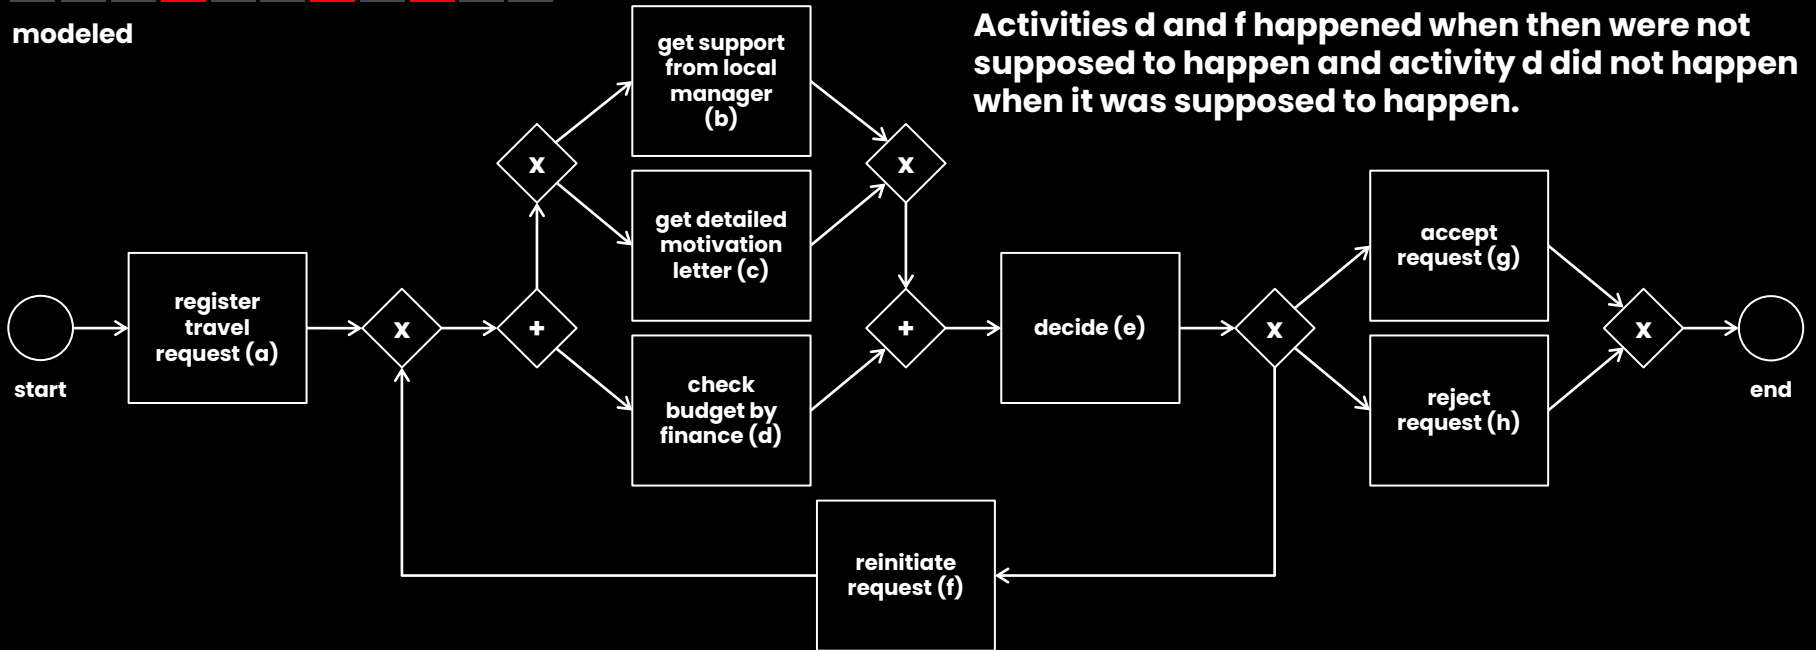 modeled
Activities d and f happened when then were not
supposed to happen and activity d did not happen
when it was supposed to happen.
get support
from local
manager
(b)
x
x
get detailed
motivation
letter (c)
accept
request (g)
register
travel
request (a)
x
+
+
decide (e)
x
x
start
end
check
budget by
finance (d)
reject
request (h)
reinitiate
request (f)